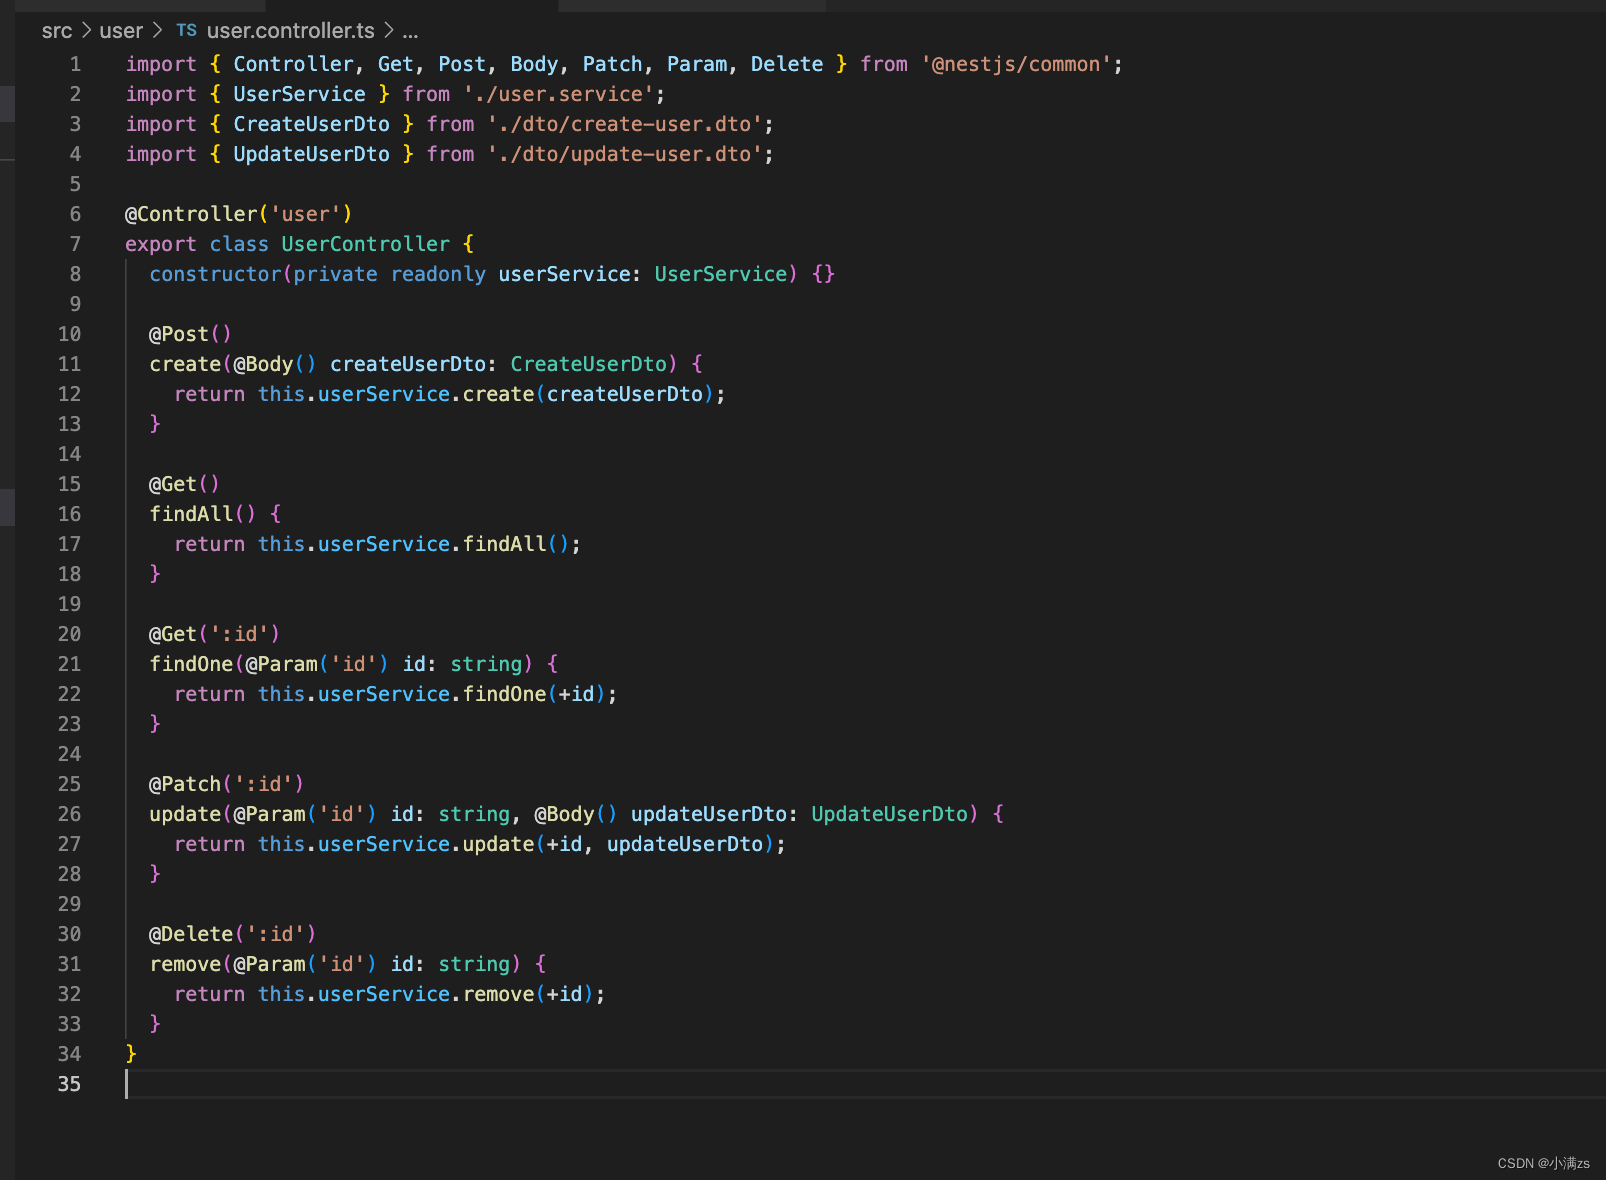 src > user > TS user.controller.ts > ...
1 import { Controller, Get, Post, Body, Patch, Param, Delete } from '@nestjs/common';
2 import { UserService } from './user.service';
3 import { CreateUserDto } from './dto/create-user.dto';
4 import { UpdateUserDto } from './dto/update-user.dto';
5
6 @Controller('user')
7 export class UserController {
8   constructor(private readonly userService: UserService) {}
9
10   @Post()
11   create(@Body() createUserDto: CreateUserDto) {
12     return this.userService.create(createUserDto);
13   }
14
15   @Get()
16   findAll() {
17     return this.userService.findAll();
18   }
19
20   @Get(':id')
21   findOne(@Param('id') id: string) {
22     return this.userService.findOne(+id);
23   }
24
25   @Patch(':id')
26   update(@Param('id') id: string, @Body() updateUserDto: UpdateUserDto) {
27     return this.userService.update(+id, updateUserDto);
28   }
29
30   @Delete(':id')
31   remove(@Param('id') id: string) {
32     return this.userService.remove(+id);
33   }
34 }
35
CSDN @小满zs